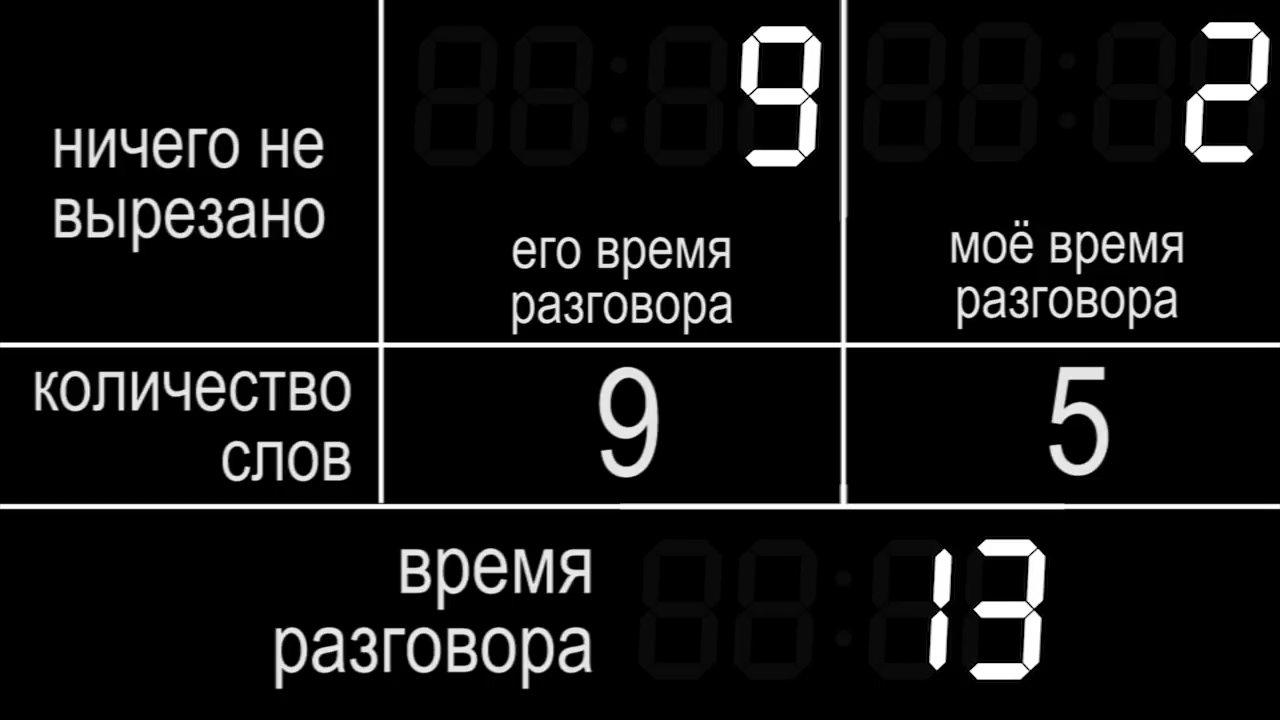 9
2
ничего не
вырезано
его время
разговора
моё время
разговора
количество
слов
9
5
время
разговора
13